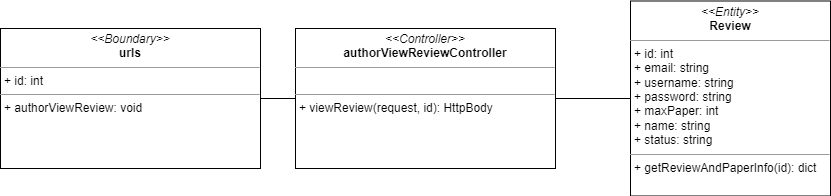 <<Boundary>>
urls
+ id: int
+ authorViewReview: void
<<Controller>>
authorViewReviewController
+ viewReview(request, id): HttpBody
<<Entity>>
Review
+ id: int
+ email: string
+ username: string
+ password: string
+ maxPaper: int
+ name: string
+ status: string
+ getReviewAndPaperInfo(id): dict